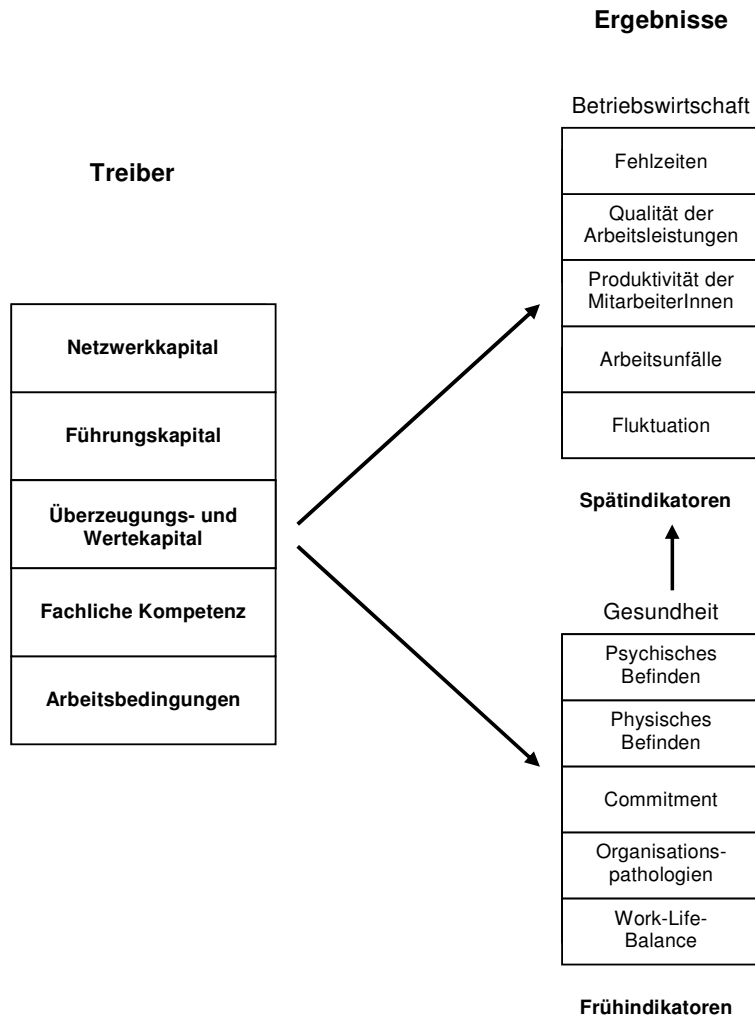 Ergebnisse
Betriebswirtschaft
Treiber
Fehlzeiten
Qualität der
Arbeitsleistungen
Produktivität der
MitarbeiterInnen
Arbeitsunfälle
Fluktuation
Spätindikatoren
Netzwerkkapital
Führungskapital
Überzeugungs- und
Wertekapital
Fachliche Kompetenz
Arbeitsbedingungen
Gesundheit
Psychisches
Befinden
Physisches
Befinden
Commitment
Organisations-
pathologien
Work-Life-
Balance
Frühindikatoren